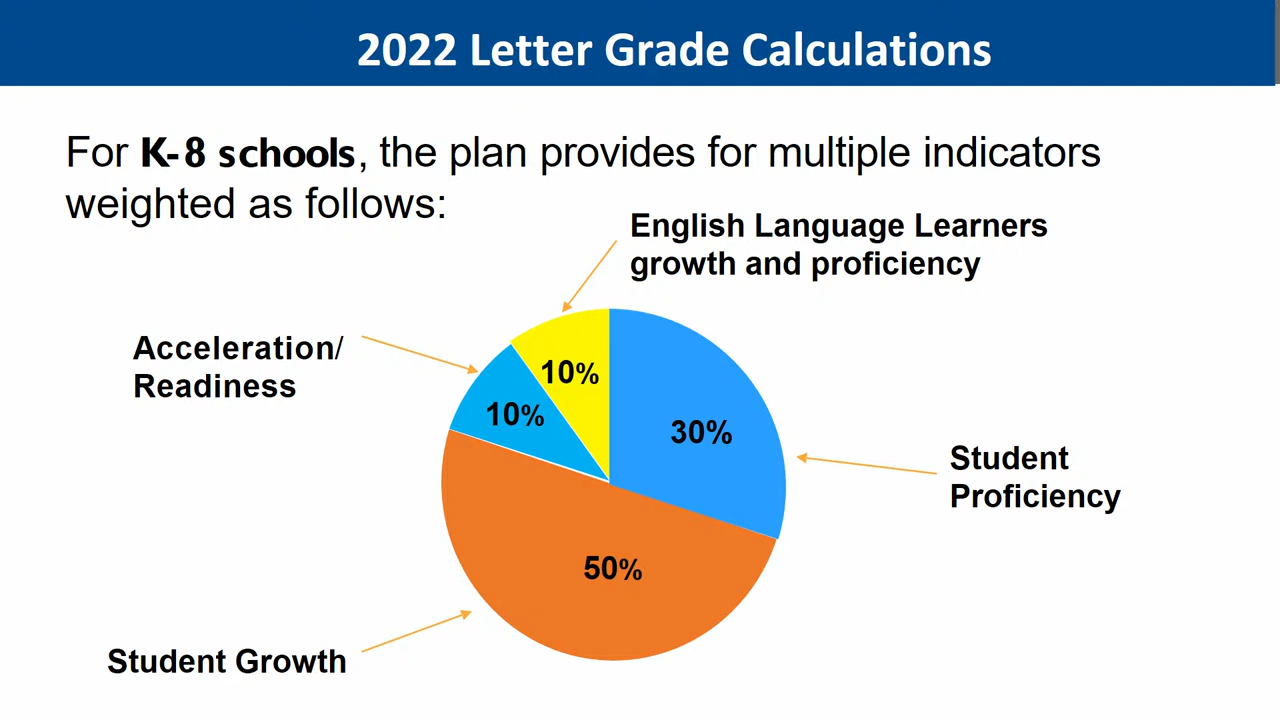 2022 Letter Grade Calculations
For K-8 schools, the plan provides for multiple indicators
weighted as follows:
English Language Learners
growth and proficiency
Acceleration/
Readiness
10%
10%
30%
Student
Proficiency
50%
Student Growth